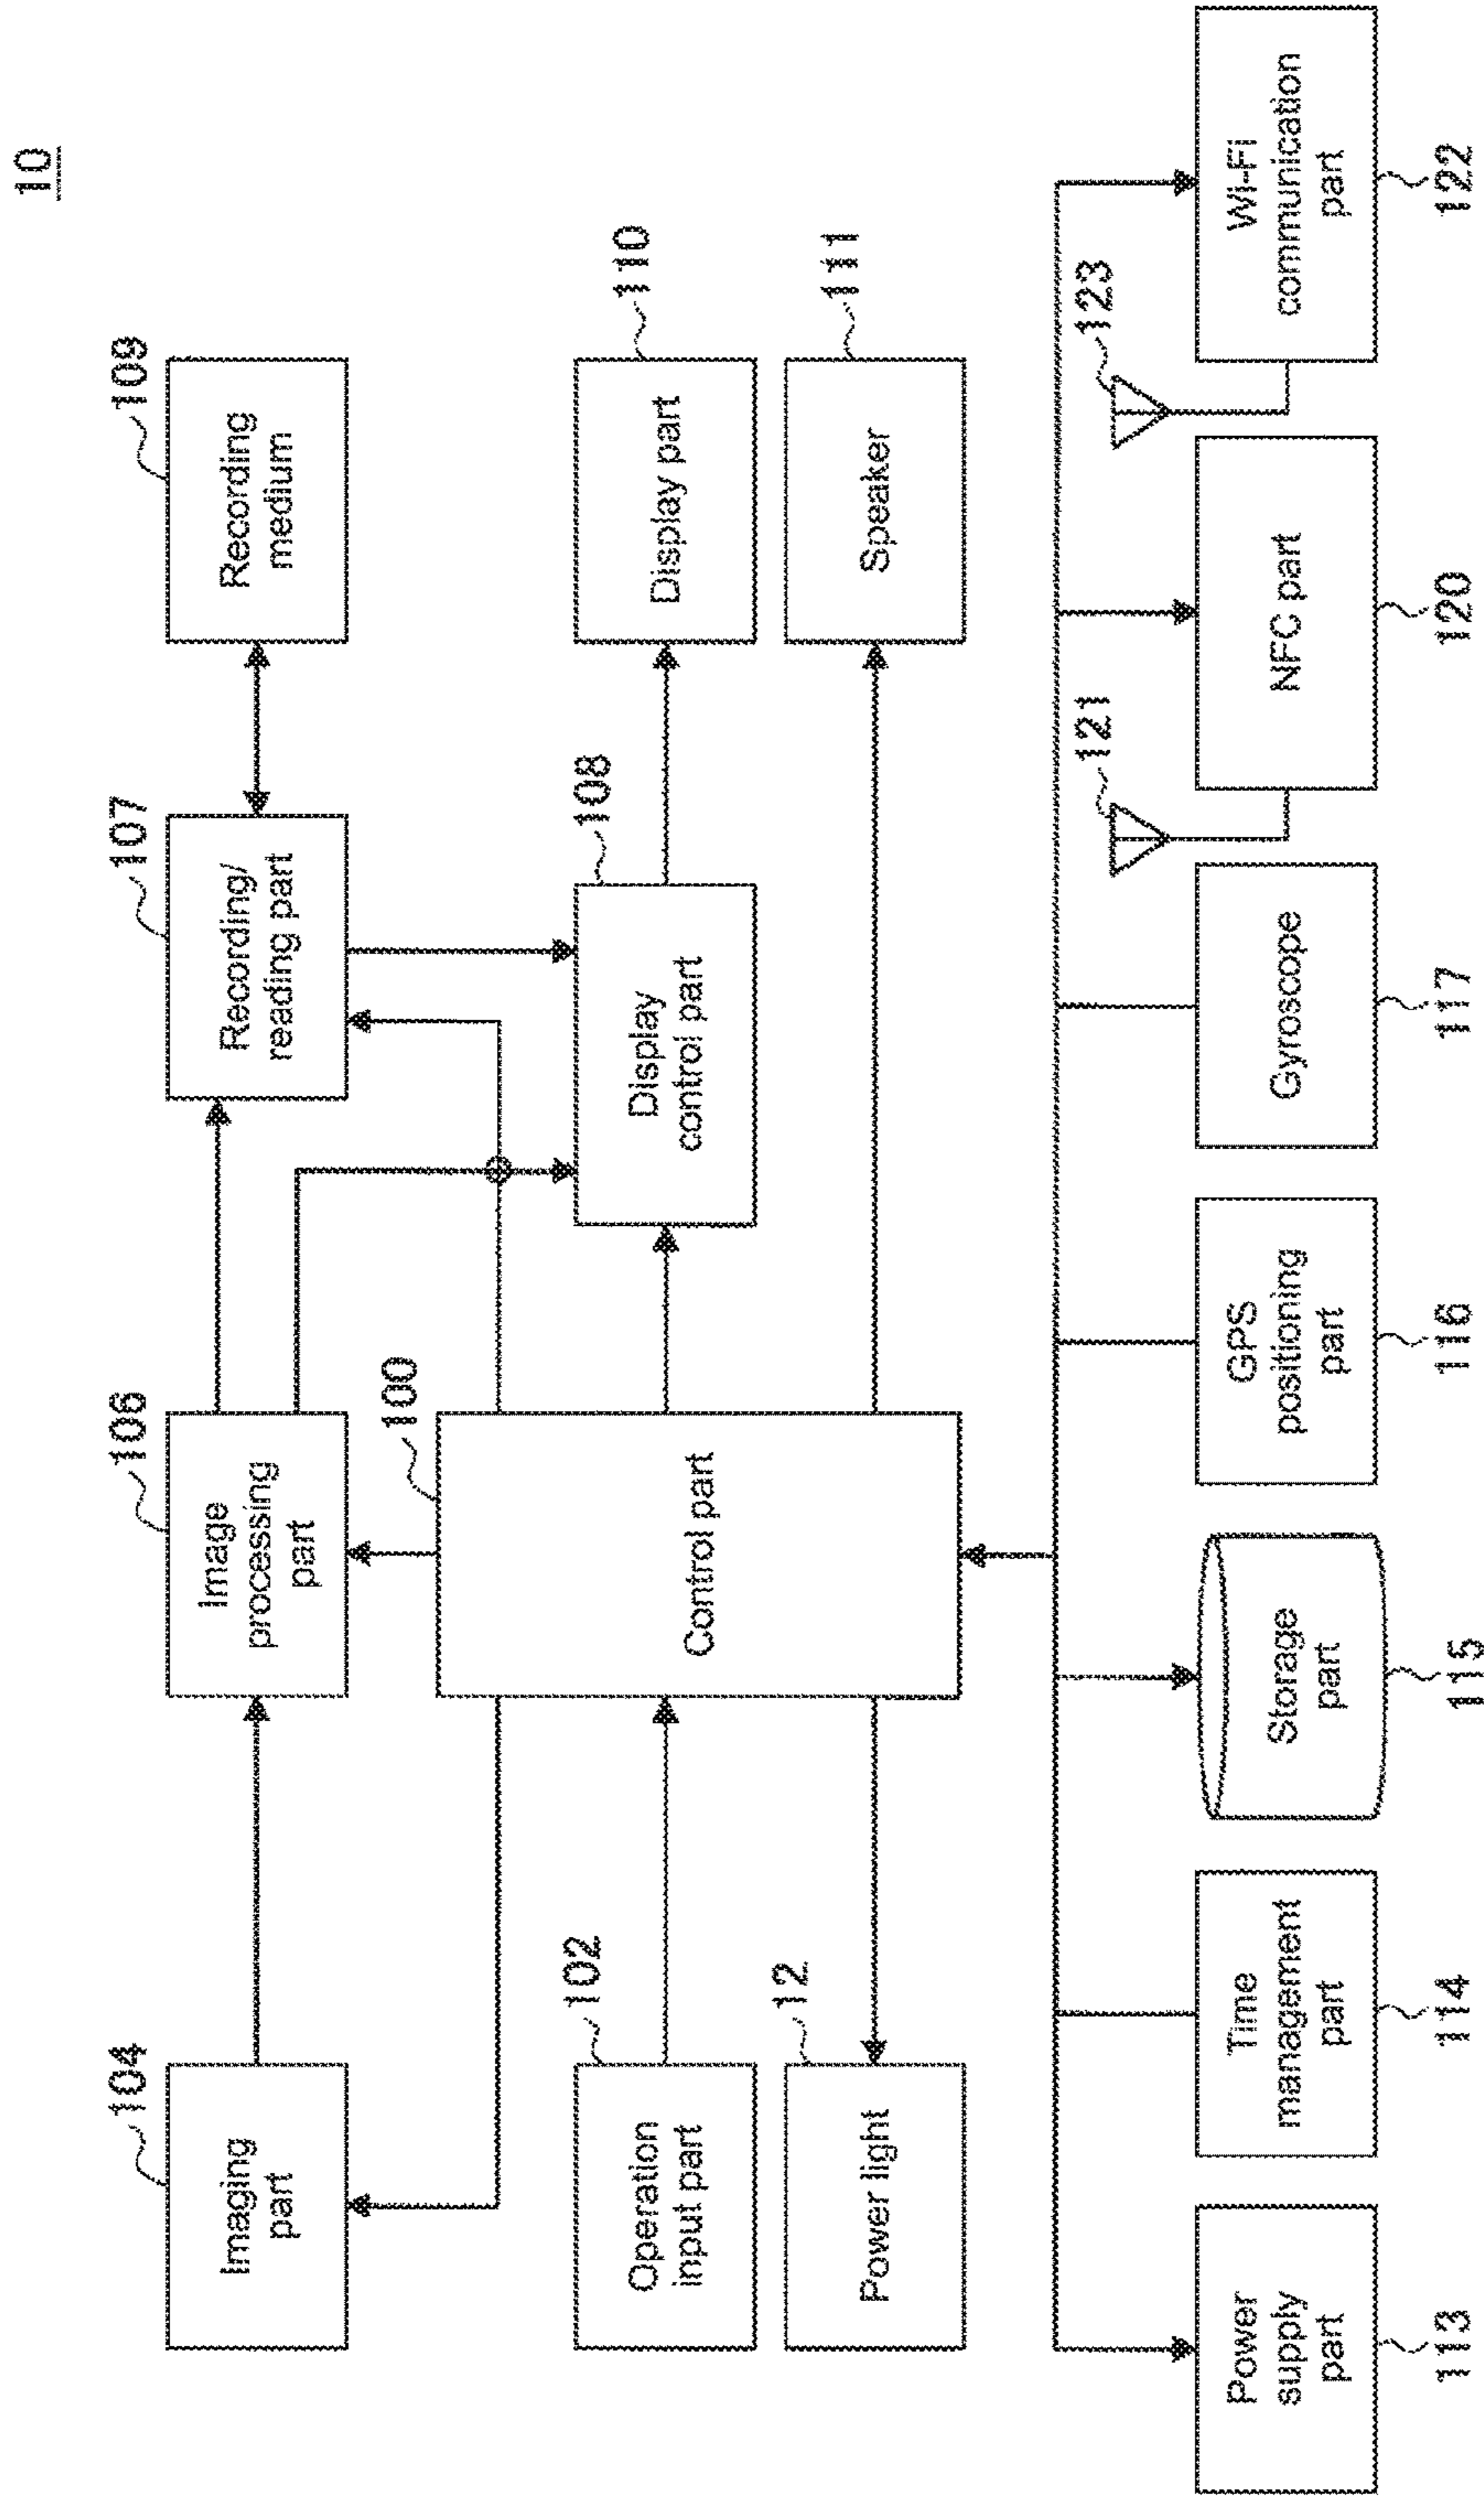 10
104
Imaging
part
106
Image
processing
part
107
Recording/
reading part
109
Recording
medium
100
Control part
102
Operation
input part
108
Display
control part
110
Display part
12
Power light
111
Speaker
121
123
Power
supply
part
113
Time
management
part
114
Storage
part
115
GPS
positioning
part
116
Gyroscope
117
NFC part
120
Wi-Fi
communication
part
122